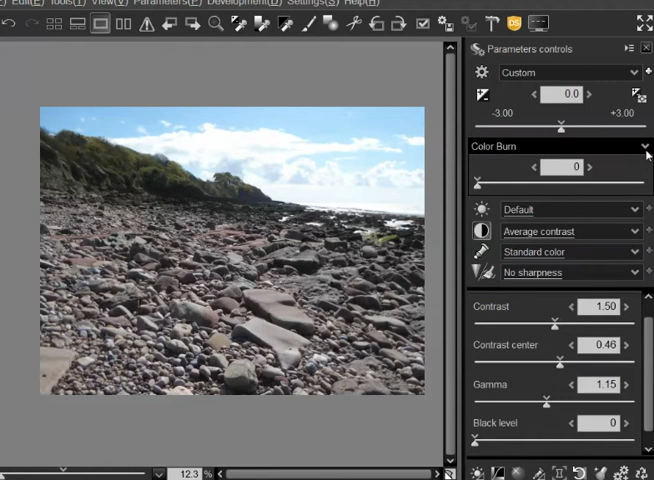 Edit(E) Tools(T) View(V) Parameters(P) Development(D) Settings(S) Help(H)
Parameters controls
Custom
0.0
-3.00 +3.00
Color Burn
0
Default
Average contrast
Standard color
No sharpness
Contrast 1.50
Contrast center 0.46
Gamma 1.15
Black level 0
12.3 %
DS